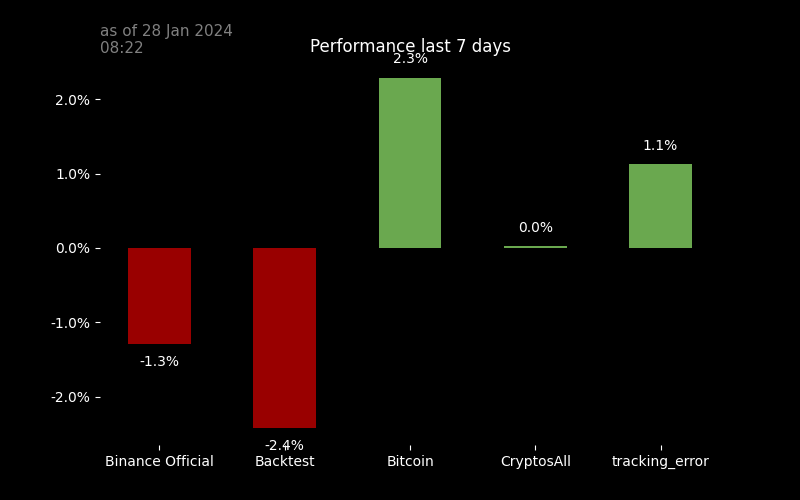 as of 28 Jan 2024
08:22
Performance last 7 days
2.3%
2.0%
1.1%
1.0%
0.0%
0.0%
-1.0%
-1.3%
-2.0%
-2.4%
Binance Official
Backtest
Bitcoin
CryptosAll
tracking_error